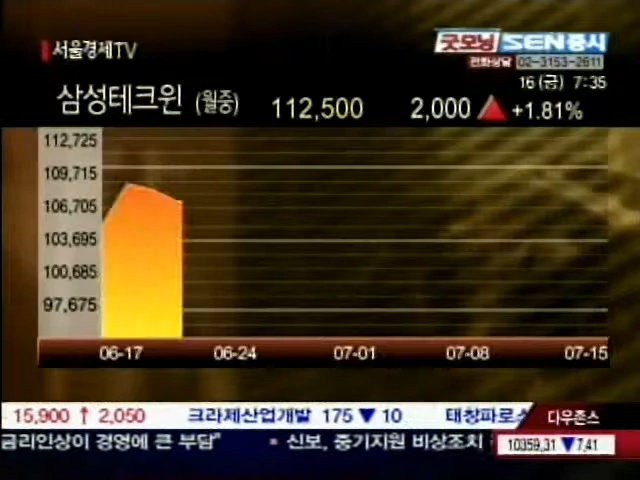 서울경제TV
굿모닝 SEN증시
전화상담 02-3153-2611
16(금) 7:35
삼성테크윈 (월중) 112,500 2,000 ▲ +1.81%
112,725
109,715
106,705
103,695
100,685
97,675
06-17 06-24 07-01 07-08 07-15
15,900 ↑ 2,050 크라제산업개발 175 ▼ 10 태창파로스
다우존스
금리인상이 경영에 큰 부담" ▪ 신보, 중기지원 비상조치
10359,31 ▼7,41